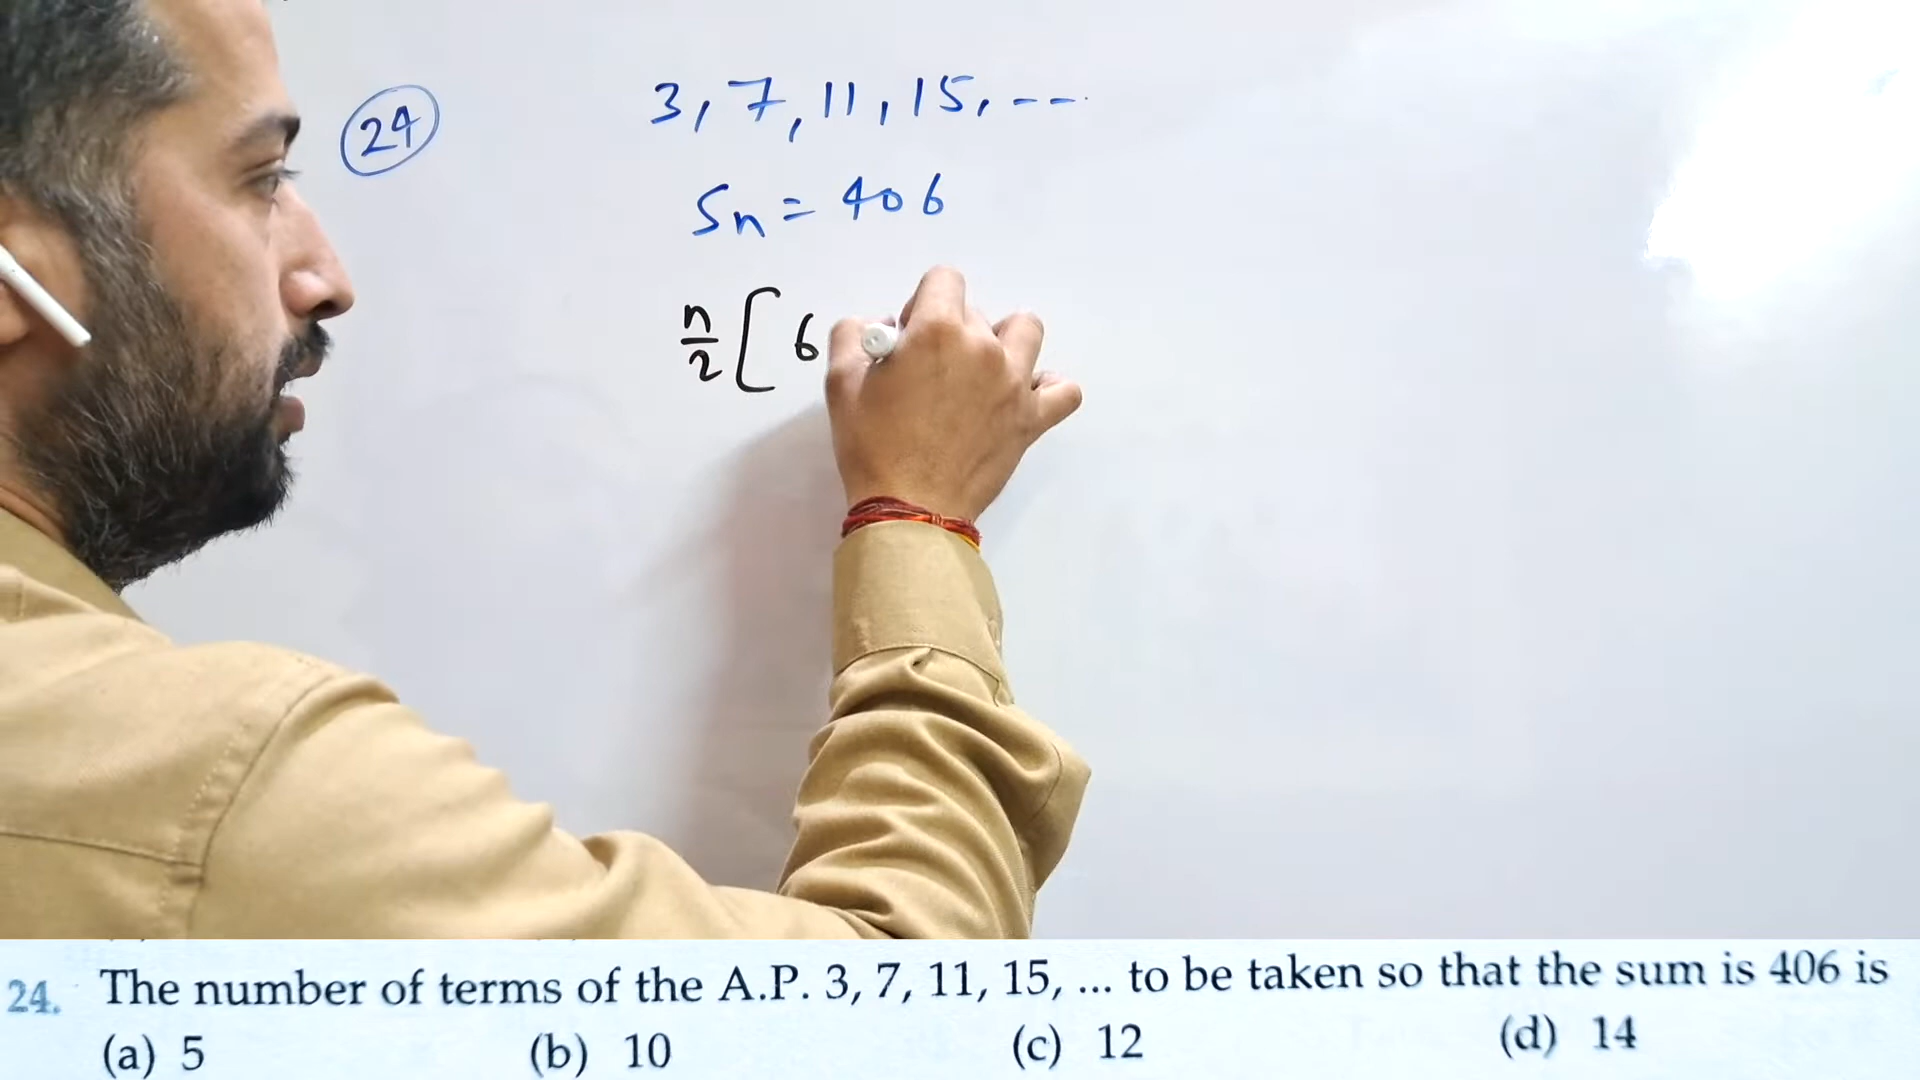 24
3, 7, 11, 15, ---
Sn = 406
n/2 [ 6
24. The number of terms of the A.P. 3, 7, 11, 15, ... to be taken so that the sum is 406 is
(a) 5 (b) 10 (c) 12 (d) 14